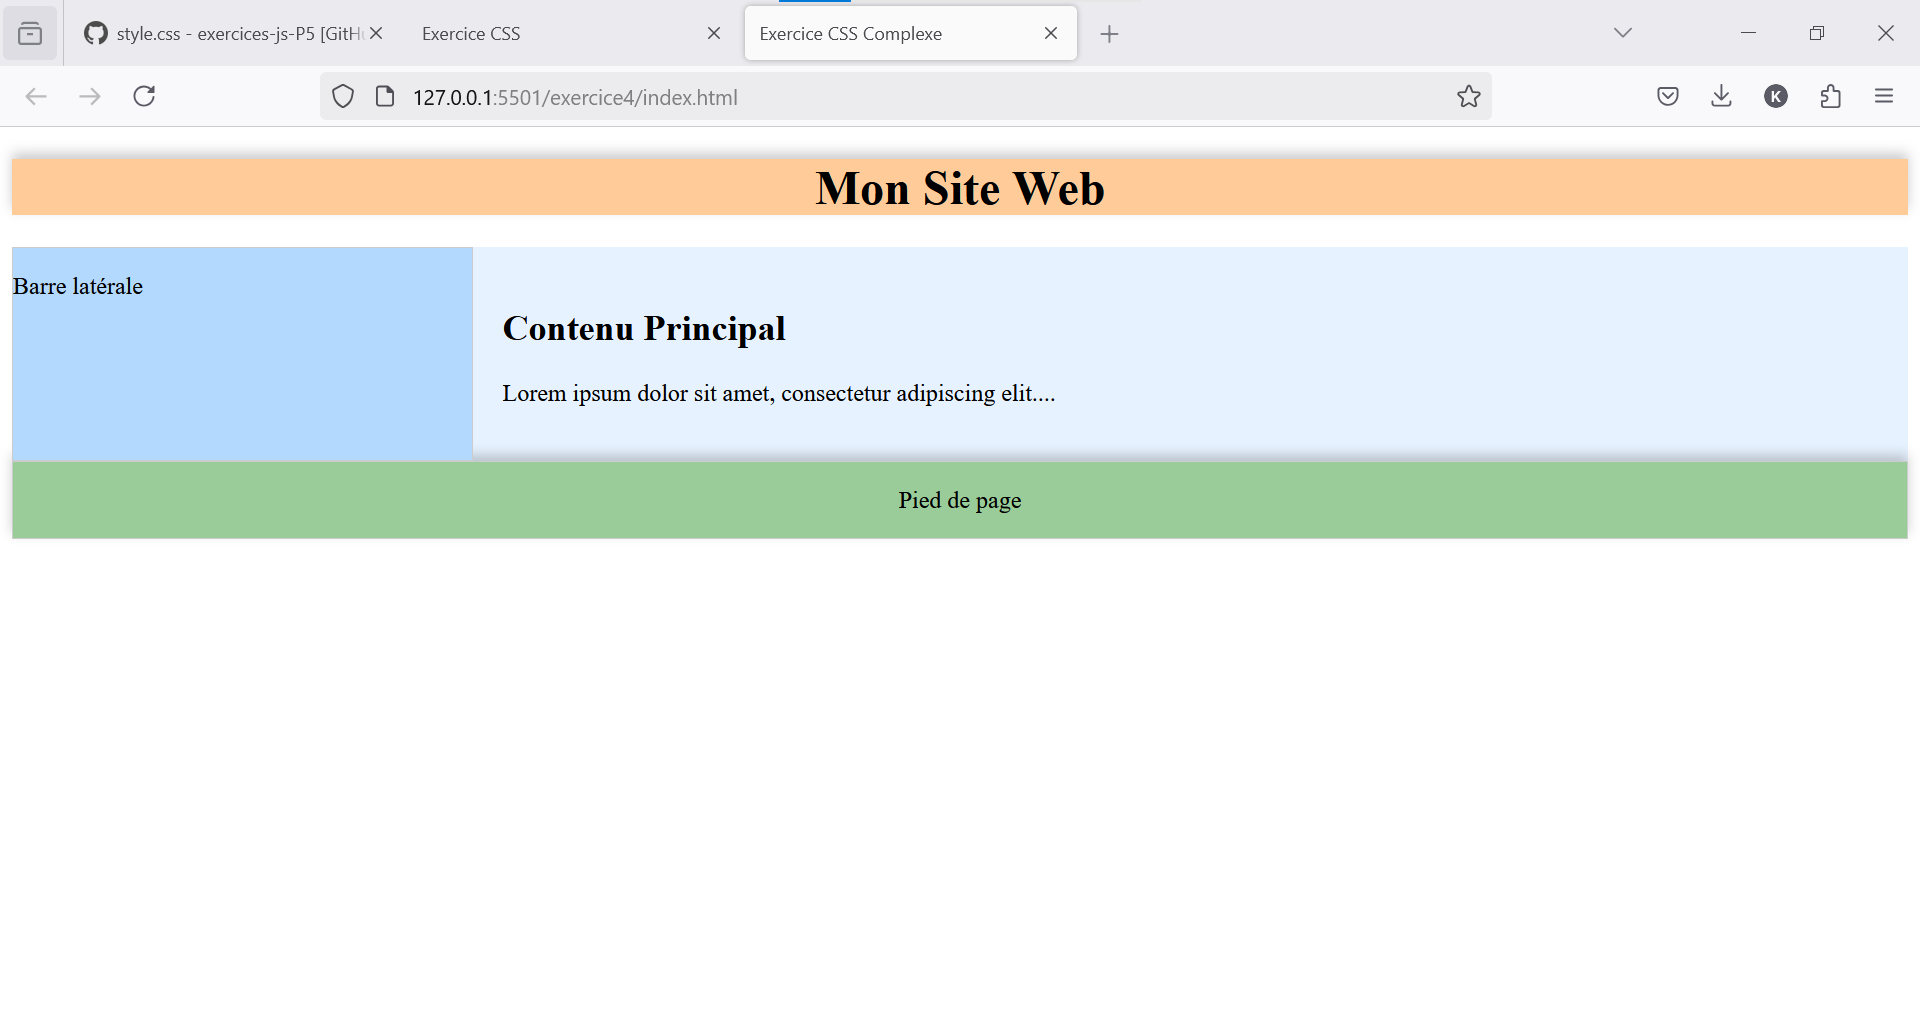 style.css - exercices-js-P5 [GitH
Exercice CSS
Exercice CSS Complexe
127.0.0.1:5501/exercice4/index.html
K
Mon Site Web
Barre latérale
Contenu Principal
Lorem ipsum dolor sit amet, consectetur adipiscing elit....
Pied de page